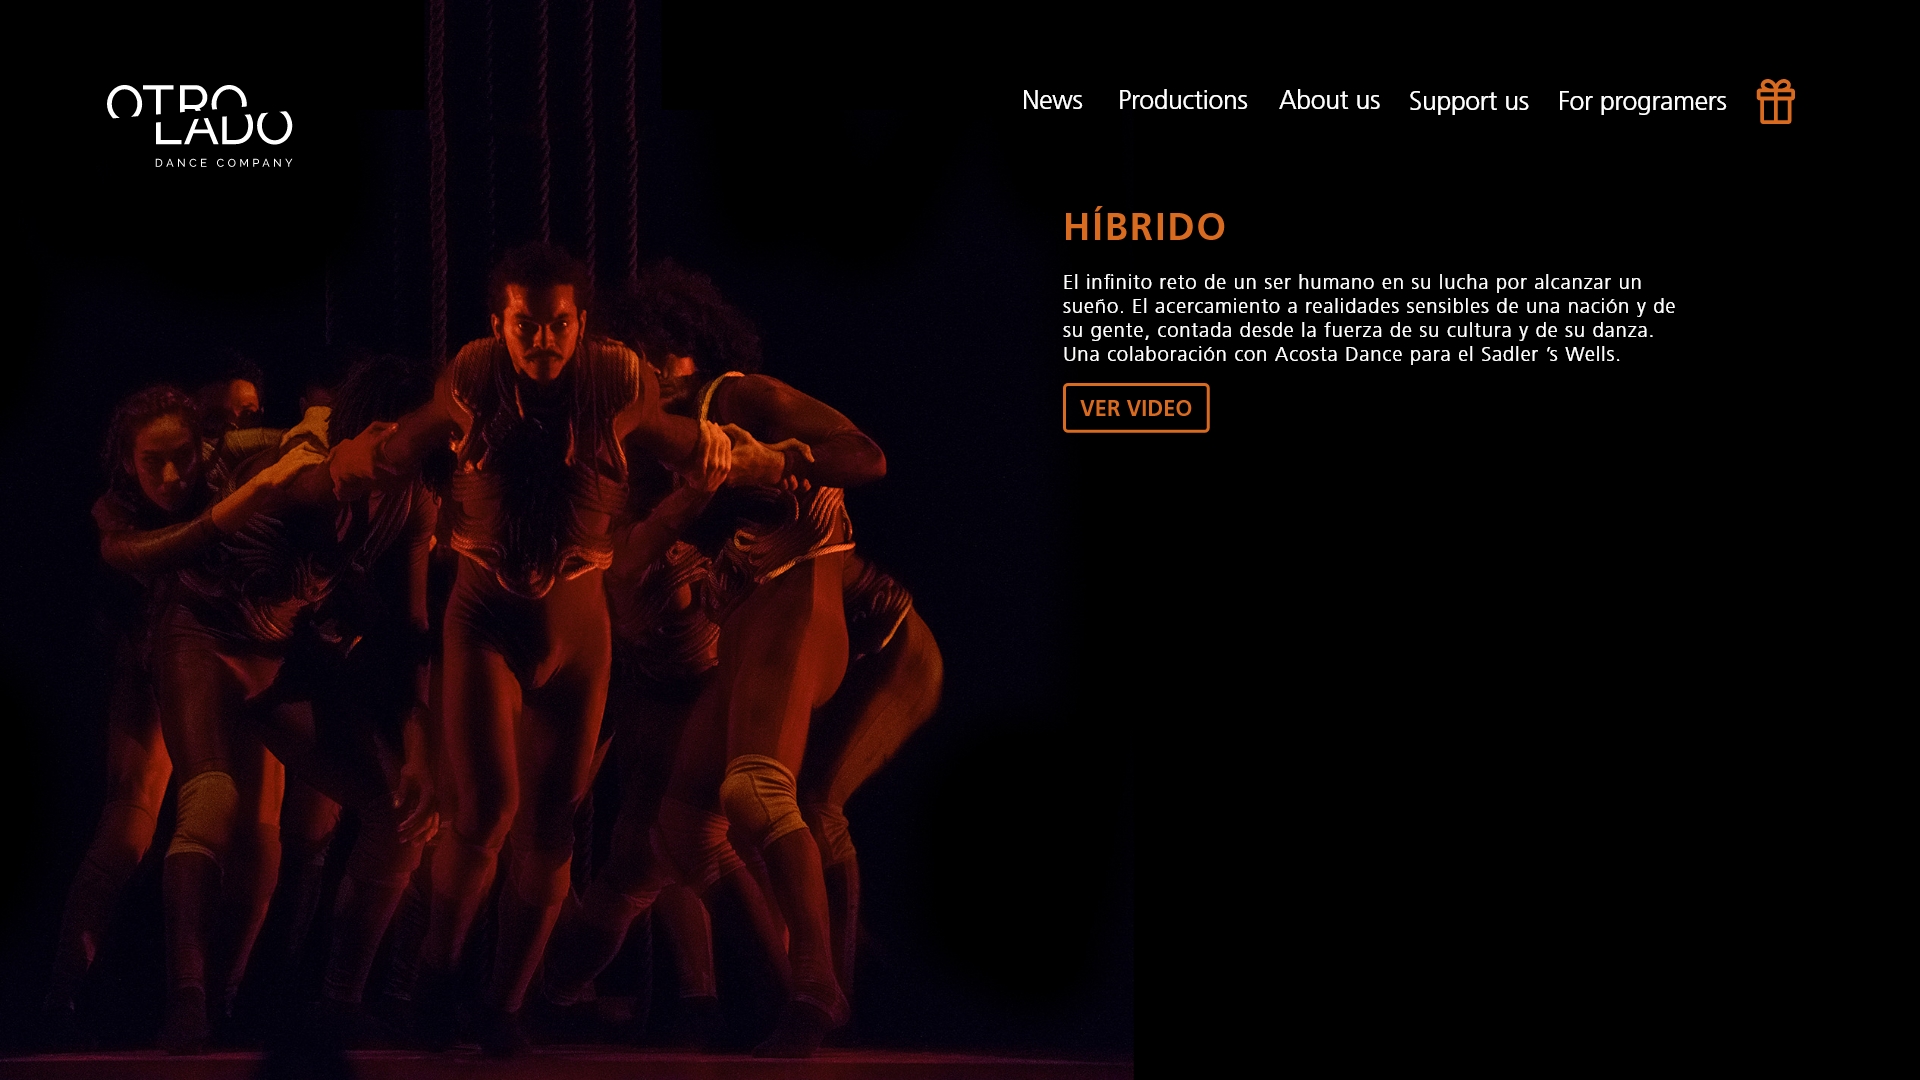 OTRO
LADO
DANCE COMPANY
News Productions About us Support us For programers
HÍBRIDO
El infinito reto de un ser humano en su lucha por alcanzar un
sueño. El acercamiento a realidades sensibles de una nación y de
su gente, contada desde la fuerza de su cultura y de su danza.
Una colaboración con Acosta Dance para el Sadler ’s Wells.
VER VIDEO